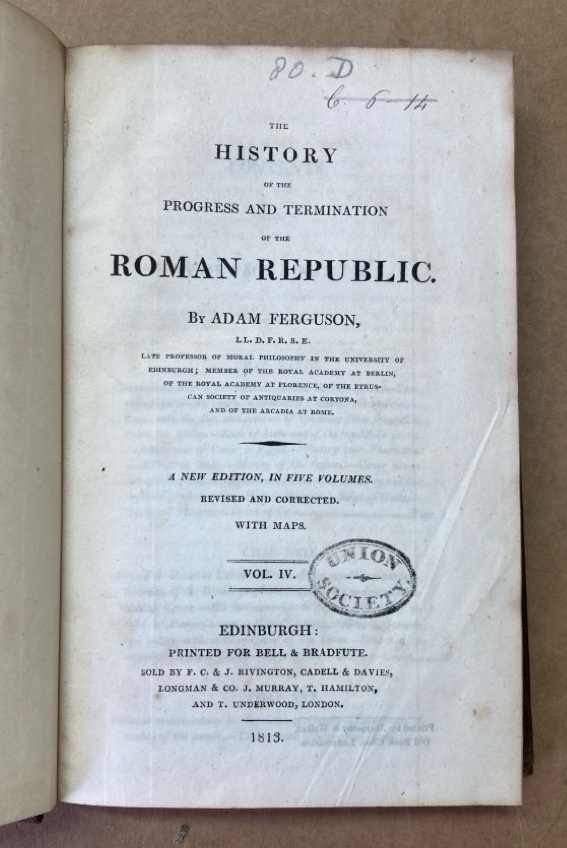 80. D
6 6 14
THE
HISTORY
OF THE
PROGRESS AND TERMINATION
OF THE
ROMAN REPUBLIC.
BY ADAM FERGUSON,
LL. D. F. R. S. E.
LATE PROFESSOR OF MORAL PHILOSOPHY IN THE UNIVERSITY OF
EDINBURGH; MEMBER OF THE ROYAL ACADEMY AT BERLIN,
OF THE ROYAL ACADEMY AT FLORENCE, OF THE ETRUS-
CAN SOCIETY OF ANTIQUARIES AT CORTONA,
AND OF THE ARCADIA AT ROME.
A NEW EDITION, IN FIVE VOLUMES.
REVISED AND CORRECTED.
WITH MAPS.
VOL. IV.
UNION
SOCIETY.
EDINBURGH:
PRINTED FOR BELL & BRADFUTE.
SOLD BY F. C. & J. RIVINGTON, CADELL & DAVIES,
LONGMAN & CO. J. MURRAY, T. HAMILTON,
AND T. UNDERWOOD, LONDON.
1813.